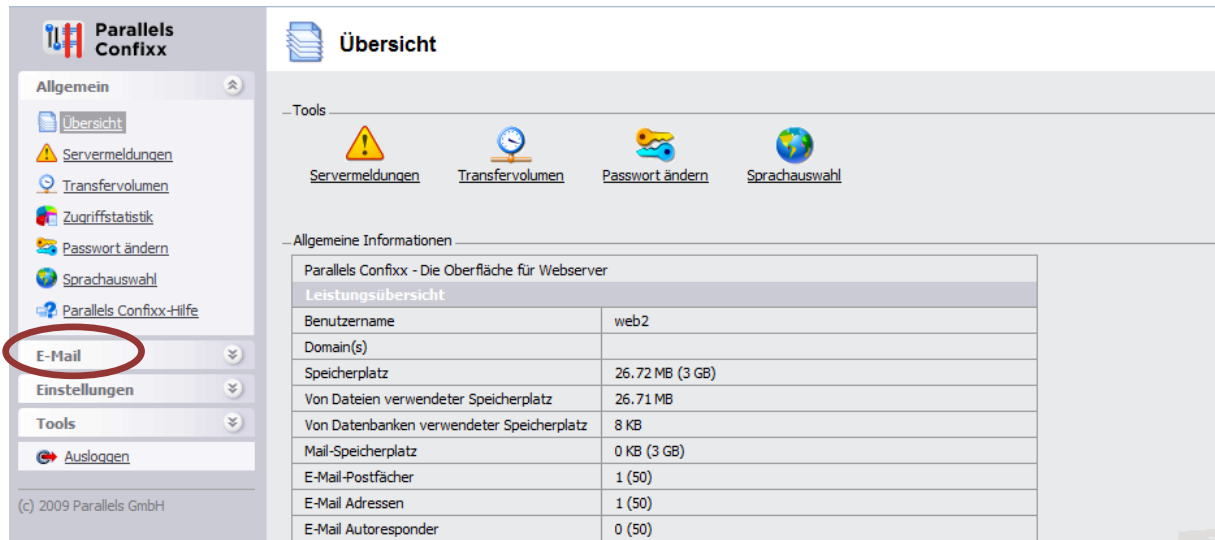 Parallels
Confixx
Allgemein
Übersicht
Servermeldungen
Transfervolumen
Zugriffstatistik
Passwort ändern
Sprachauswahl
Parallels Confixx-Hilfe
E-Mail
Einstellungen
Tools
Ausloggen
(c) 2009 Parallels GmbH
Übersicht
Tools
Servermeldungen Transfervolumen Passwort ändern Sprachauswahl
Allgemeine Informationen
Parallels Confixx - Die Oberfläche für Webserver
Leistungsübersicht
Benutzername web2
Domain(s)
Speicherplatz 26.72 MB (3 GB)
Von Dateien verwendeter Speicherplatz 26.71 MB
Von Datenbanken verwendeter Speicherplatz 8 KB
Mail-Speicherplatz 0 KB (3 GB)
E-Mail-Postfächer 1 (50)
E-Mail Adressen 1 (50)
E-Mail Autoresponder 0 (50)